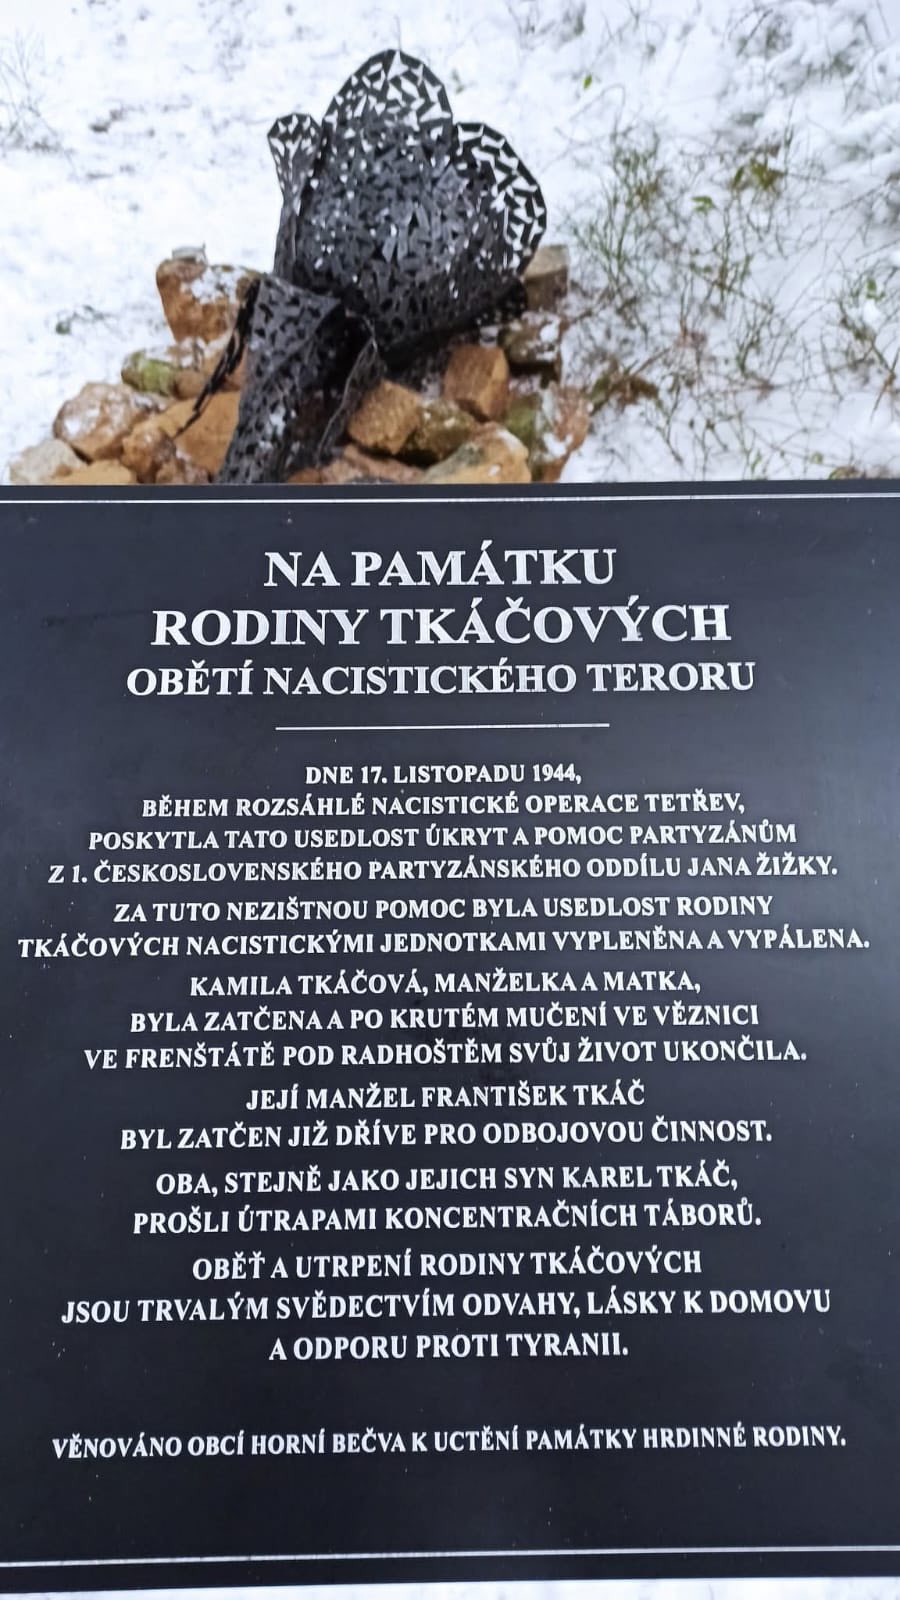 NA PAMÁTKU
RODINY TKÁČOVÝCH
OBĚTÍ NACISTICKÉHO TERORU
DNE 17. LISTOPADU 1944,
BĚHEM ROZSÁHLÉ NACISTICKÉ OPERACE TETŘEV,
POSKYTLA TATO USEDLOST ÚKRYT A POMOC PARTYZÁNŮM
Z 1. ČESKOSLOVENSKÉHO PARTYZÁNSKÉHO ODDÍLU JANA ŽIŽKY.
ZA TUTO NEZIŠTNOU POMOC BYLA USEDLOST RODINY
TKÁČOVÝCH NACISTICKÝMI JEDNOTKAMI VYPLENĚNA A VYPÁLENA.
KAMILA TKÁČOVÁ, MANŽELKA A MATKA,
BYLA ZATČENA A PO KRUTÉM MUČENÍ VE VĚZNICI
VE FRENŠTÁTĚ POD RADHOŠTĚM SVŮJ ŽIVOT UKONČILA.
JEJÍ MANŽEL FRANTIŠEK TKÁČ
BYL ZATČEN JIŽ DŘÍVE PRO ODBOJOVOU ČINNOST.
OBA, STEJNĚ JAKO JEJICH SYN KAREL TKÁČ,
PROŠLI ÚTRAPAMI KONCENTRAČNÍCH TÁBORŮ.
OBĚŤ A UTRPENÍ RODINY TKÁČOVÝCH
JSOU TRVALÝM SVĚDECTVÍM ODVAHY, LÁSKY K DOMOVU
A ODPORU PROTI TYRANII.
VĚNOVÁNO OBCÍ HORNÍ BEČVA K UCTĚNÍ PAMÁTKY HRDINNÉ RODINY.